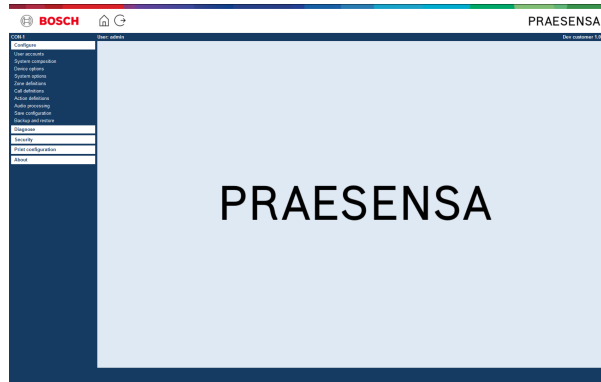 BOSCH
PRAESENSA
CON-1
User: admin
Dev customer 1.0
Configure
User accounts
System composition
Device options
System options
Zone definitions
Call definitions
Action definitions
Audio processing
Save configuration
Backup and restore
Diagnose
Security
Print configuration
About
PRAESENSA